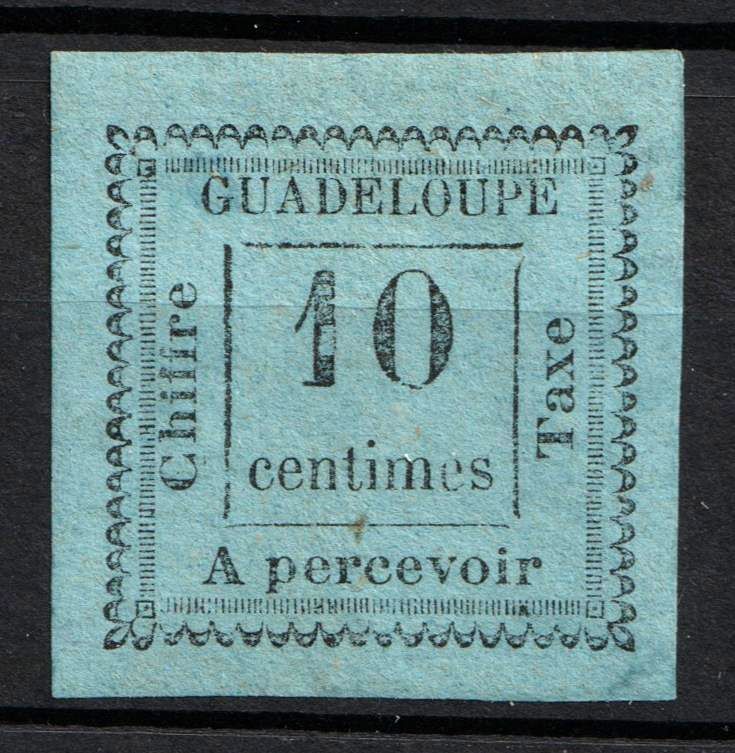 GUADELOUPE
Chiffre
10
centimes
Taxe
A percevoir